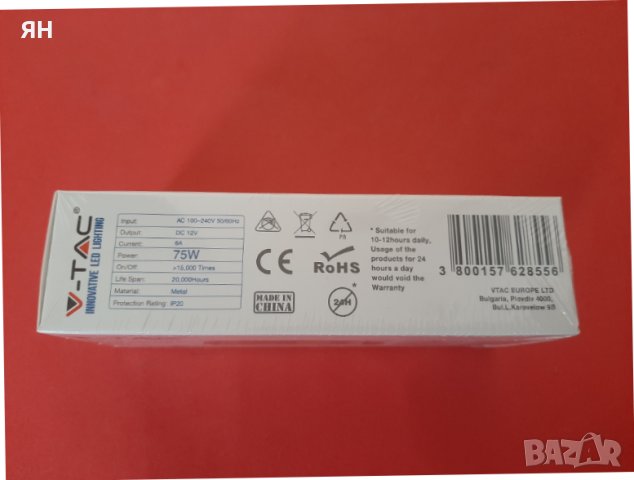 ЯН
V-TAC®
INNOVATIVE LED LIGHTING
Input: AC 180~240V 50/60Hz
Output: DC 12V
Current: 6A
Power: 75W
On/Off: >15,000 Times
Life Span: 20,000Hours
Material: Metal
Protection Rating: IP20
CE
RoHS
MADE IN
CHINA
24H
* Suitable for
10-12hours daily,
Usage of the
products for 24
hours a day
would void the
Warranty
3 800157 628556
VTAC EUROPE LTD.
Bulgaria, Plovdiv 4000,
Bul.L.Karavelow 9B
BAZAR